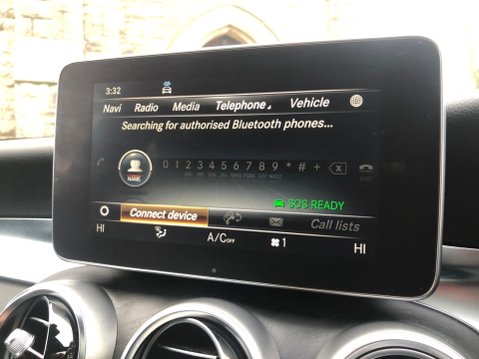 3:32
Navi Radio Media Telephone Vehicle
Searching for authorised Bluetooth phones...
0 1 2 3 4 5 6 7 8 9 * # +
NAME
SOS READY
Connect device Call lists
HI A/C OFF 1 HI